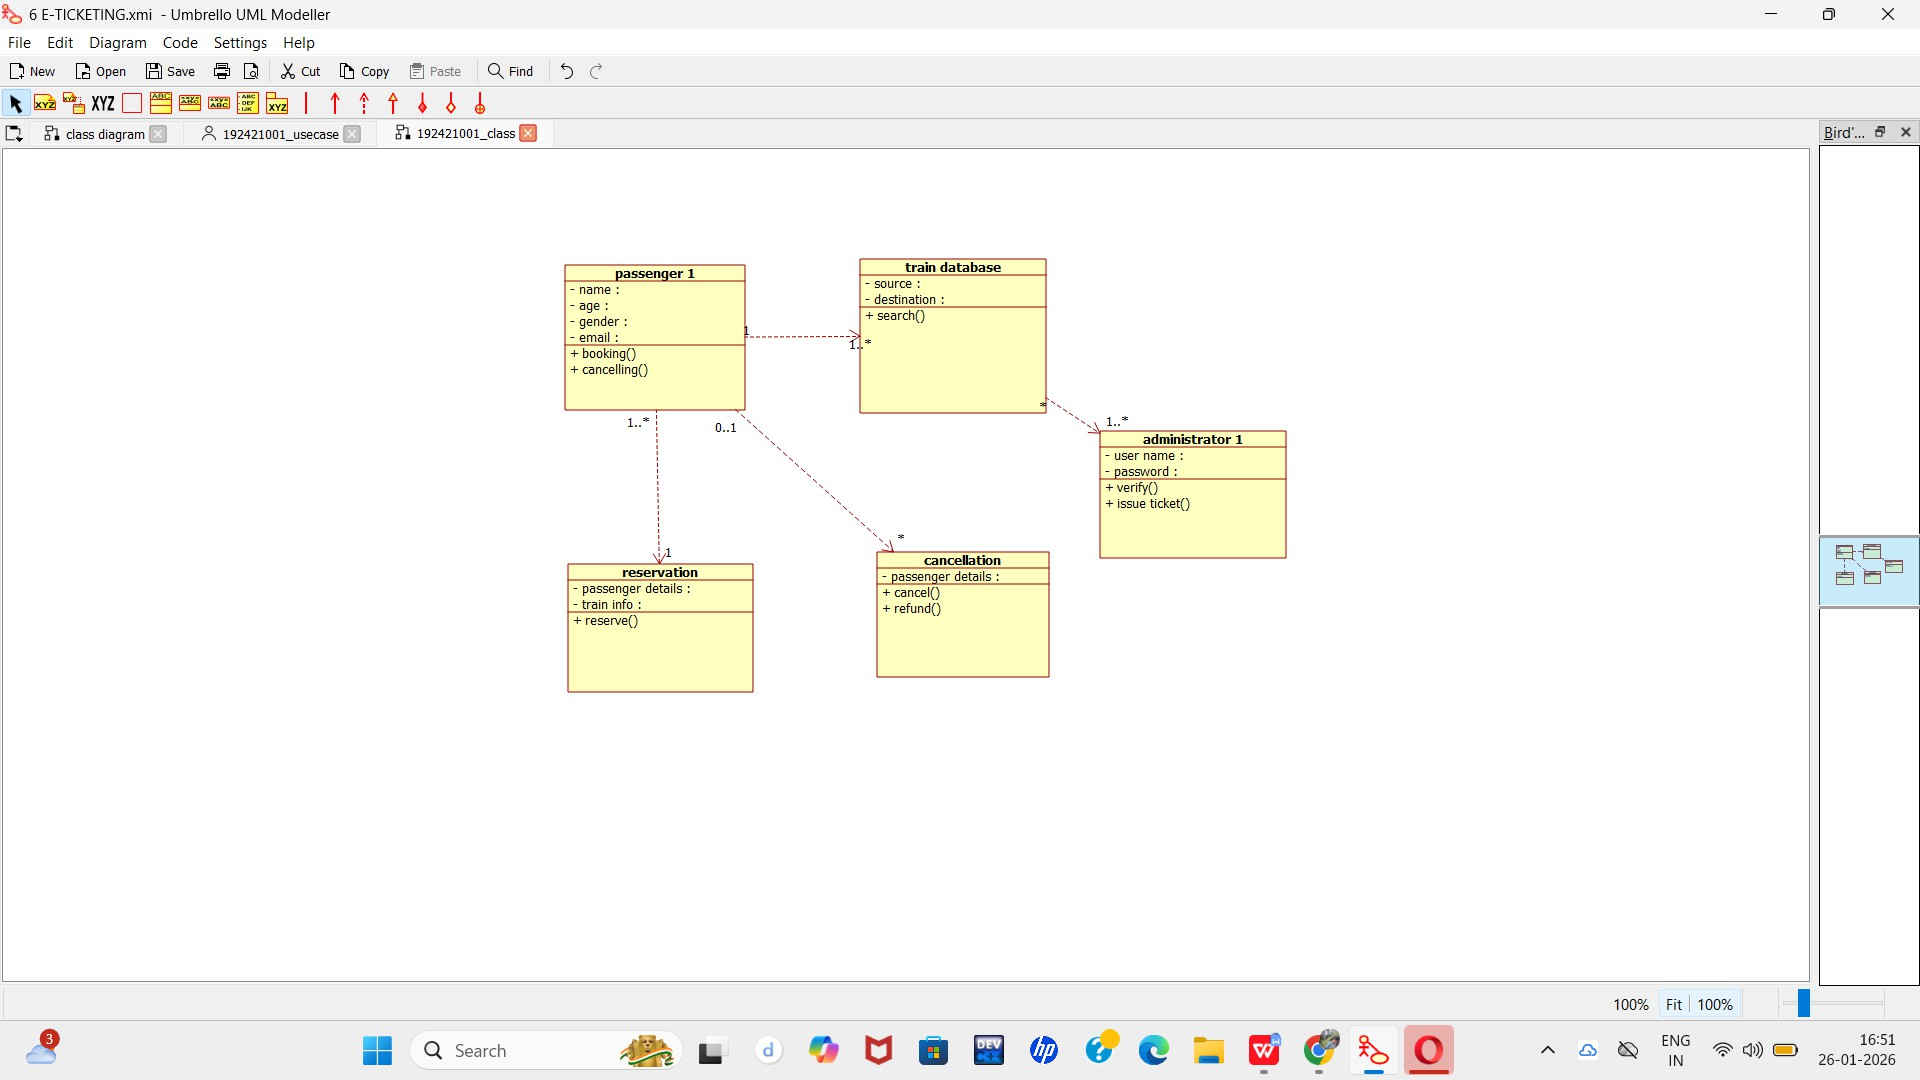 6 E-TICKETING.xmi - Umbrello UML Modeller
File Edit Diagram Code Settings Help
New Open Save Cut Copy Paste Find
XYZ
class diagram 192421001_usecase 192421001_class
Bird'...
passenger 1
- name :
- age :
- gender :
- email :
+ booking()
+ cancelling()
train database
- source :
- destination :
+ search()
1
1..*
*
1..*
administrator 1
- user name :
- password :
+ verify()
+ issue ticket()
1..*
0..1
1
*
reservation
- passenger details :
- train info :
+ reserve()
cancellation
- passenger details :
+ cancel()
+ refund()
100% Fit 100%
3
Search
d
DEV C++
hp
W
ENG
IN
16:51
26-01-2026